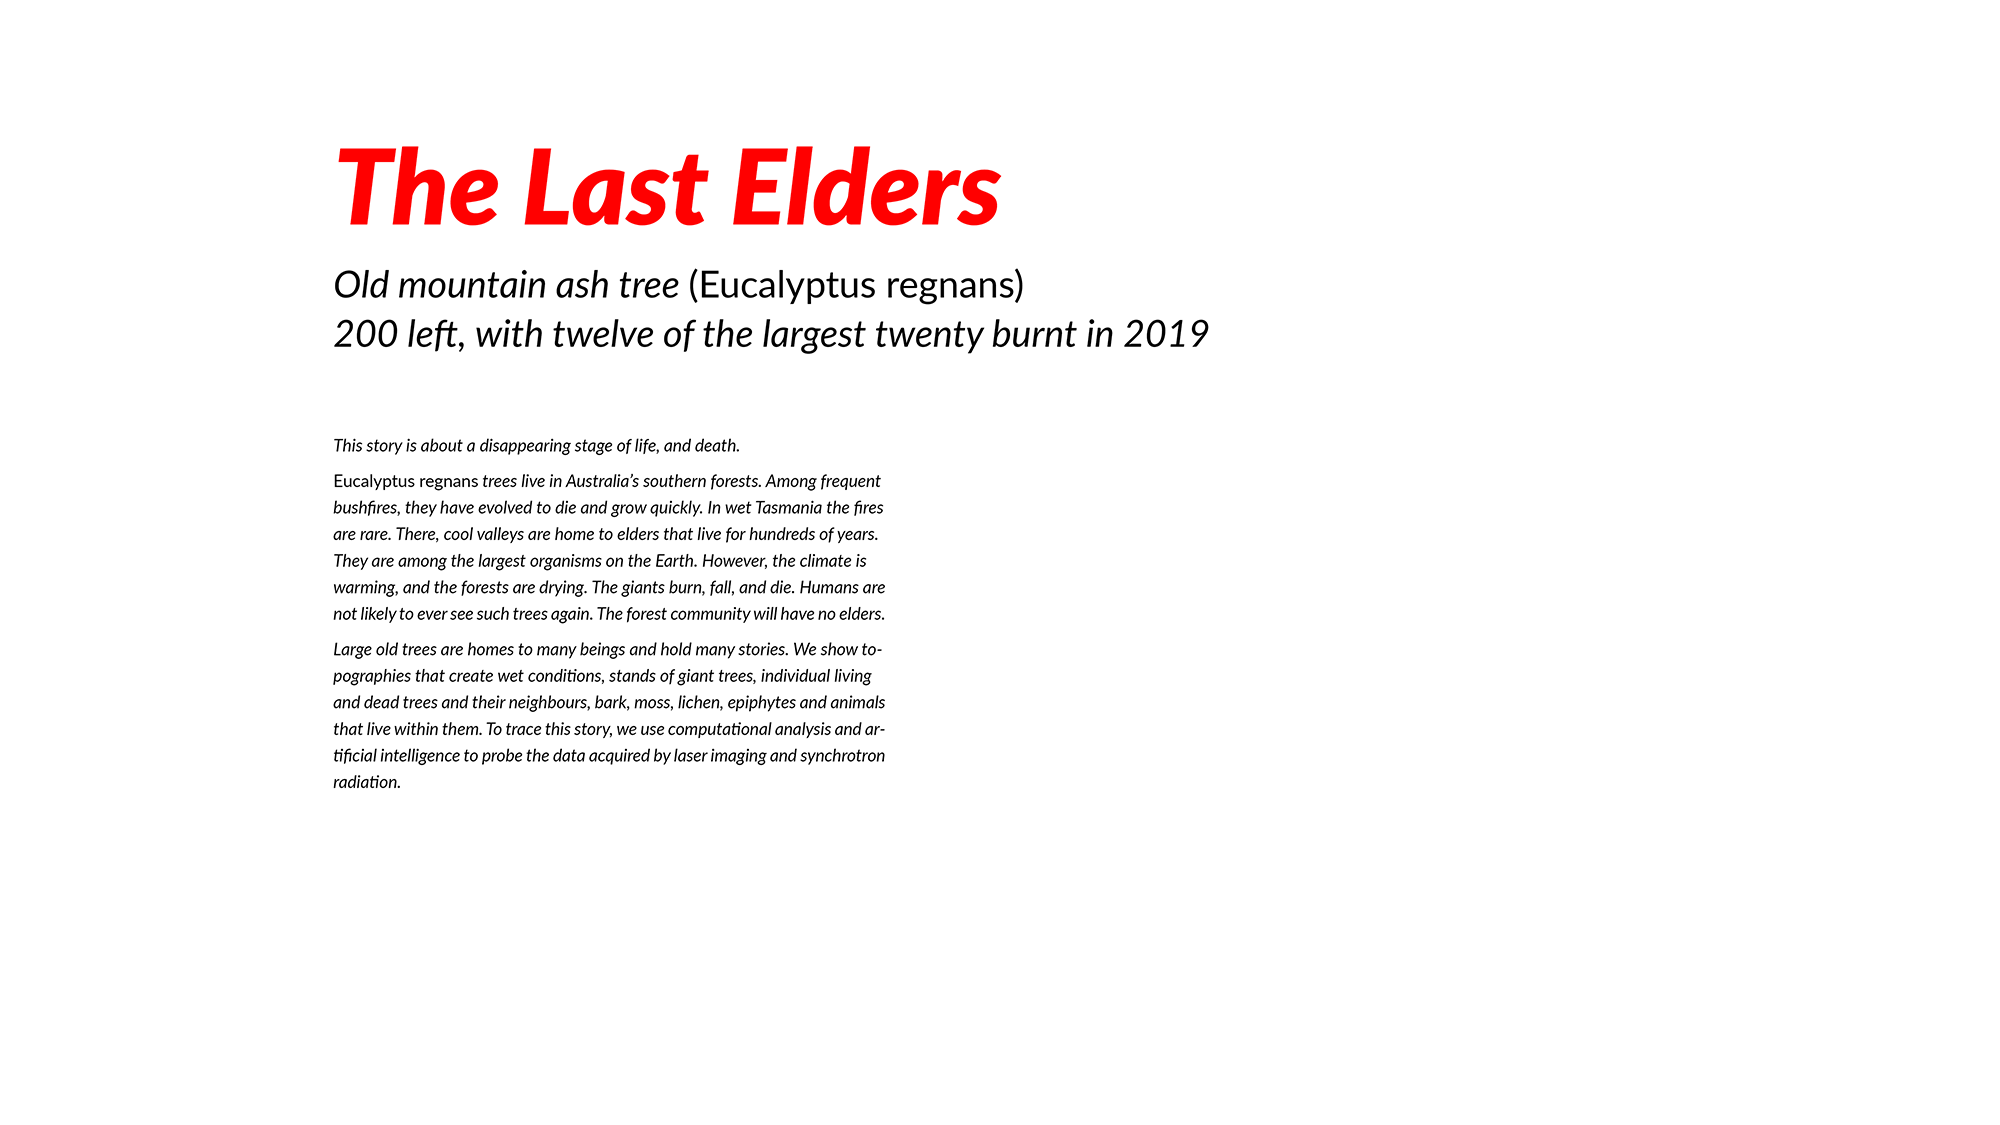 The Last Elders
Old mountain ash tree (Eucalyptus regnans)
200 left, with twelve of the largest twenty burnt in 2019
This story is about a disappearing stage of life, and death.
Eucalyptus regnans trees live in Australia’s southern forests. Among frequent
bushfires, they have evolved to die and grow quickly. In wet Tasmania the fires
are rare. There, cool valleys are home to elders that live for hundreds of years.
They are among the largest organisms on the Earth. However, the climate is
warming, and the forests are drying. The giants burn, fall, and die. Humans are
not likely to ever see such trees again. The forest community will have no elders.
Large old trees are homes to many beings and hold many stories. We show to-
pographies that create wet conditions, stands of giant trees, individual living
and dead trees and their neighbours, bark, moss, lichen, epiphytes and animals
that live within them. To trace this story, we use computational analysis and ar-
tificial intelligence to probe the data acquired by laser imaging and synchrotron
radiation.